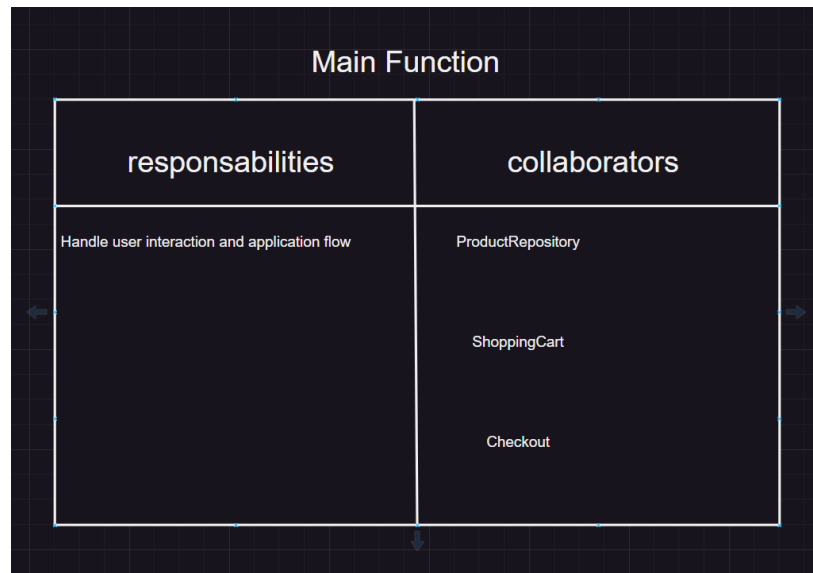 Main Function
responsabilities
collaborators
Handle user interaction and application flow
ProductRepository
ShoppingCart
Checkout